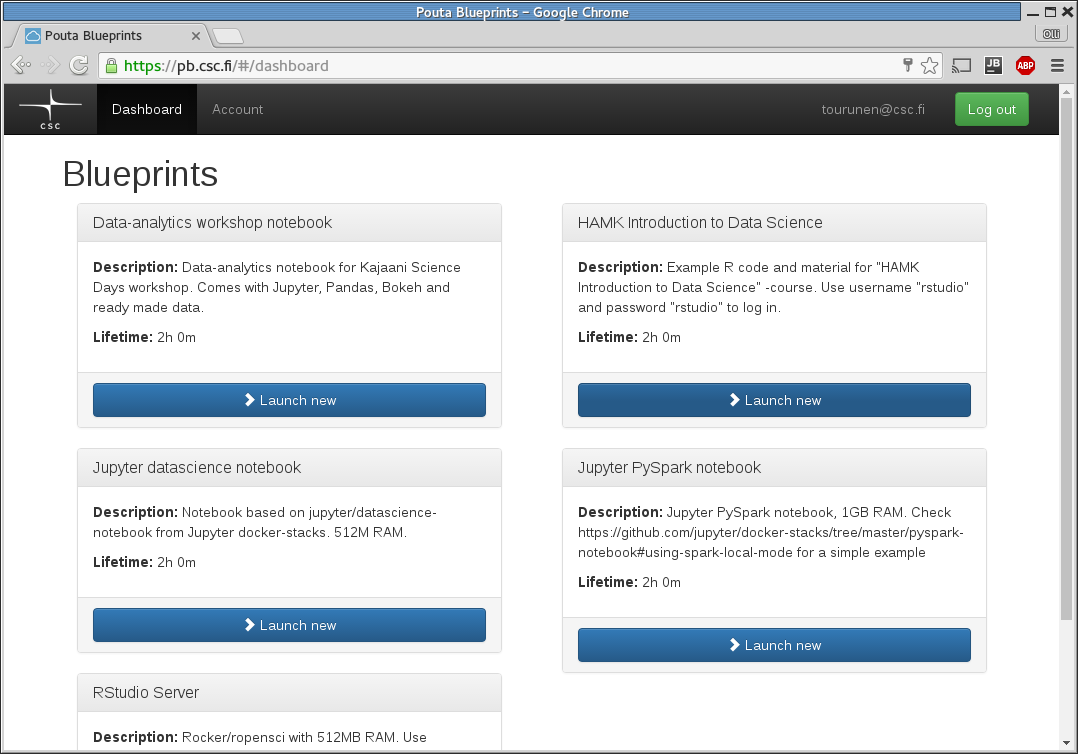 Pouta Blueprints - Google Chrome
Pouta Blueprints
Olli
https://pb.csc.fi/#/dashboard
JB
ABP
csc
Dashboard
Account
tourunen@csc.fi
Log out
Blueprints
Data-analytics workshop notebook
Description: Data-analytics notebook for Kajaani Science
Days workshop. Comes with Jupyter, Pandas, Bokeh and
ready made data.
Lifetime: 2h 0m
Launch new
HAMK Introduction to Data Science
Description: Example R code and material for "HAMK
Introduction to Data Science" -course. Use username "rstudio"
and password "rstudio" to log in.
Lifetime: 2h 0m
Launch new
Jupyter datascience notebook
Description: Notebook based on jupyter/datascience-
notebook from Jupyter docker-stacks. 512M RAM.
Lifetime: 2h 0m
Launch new
Jupyter PySpark notebook
Description: Jupyter PySpark notebook, 1GB RAM. Check
https://github.com/jupyter/docker-stacks/tree/master/pyspark-
notebook#using-spark-local-mode for a simple example
Lifetime: 2h 0m
Launch new
RStudio Server
Description: Rocker/ropensci with 512MB RAM. Use